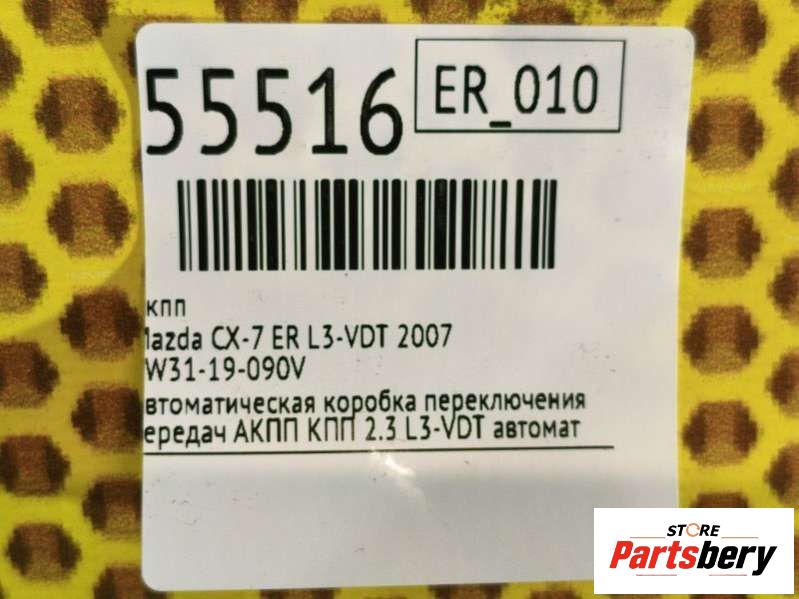 55516
ER_010
кпп
lazda CX-7 ER L3-VDT 2007
W31-19-090V
втоматическая коробка переключения
ередач АКПП КПП 2.3 L3-VDT автомат
STORE
Partsbery